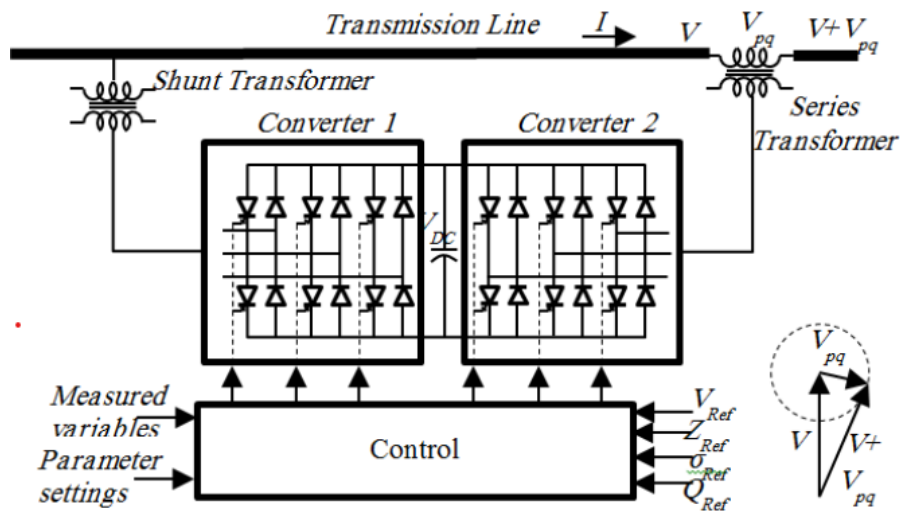 Transmission Line
I
V
V pq
V+ V pq
Shunt Transformer
Series
Transformer
Converter 1
Converter 2
V DC
Measured
variables
Parameter
settings
Control
V Ref
Z Ref
σ Ref
Q Ref
V pq
V
V+
V pq